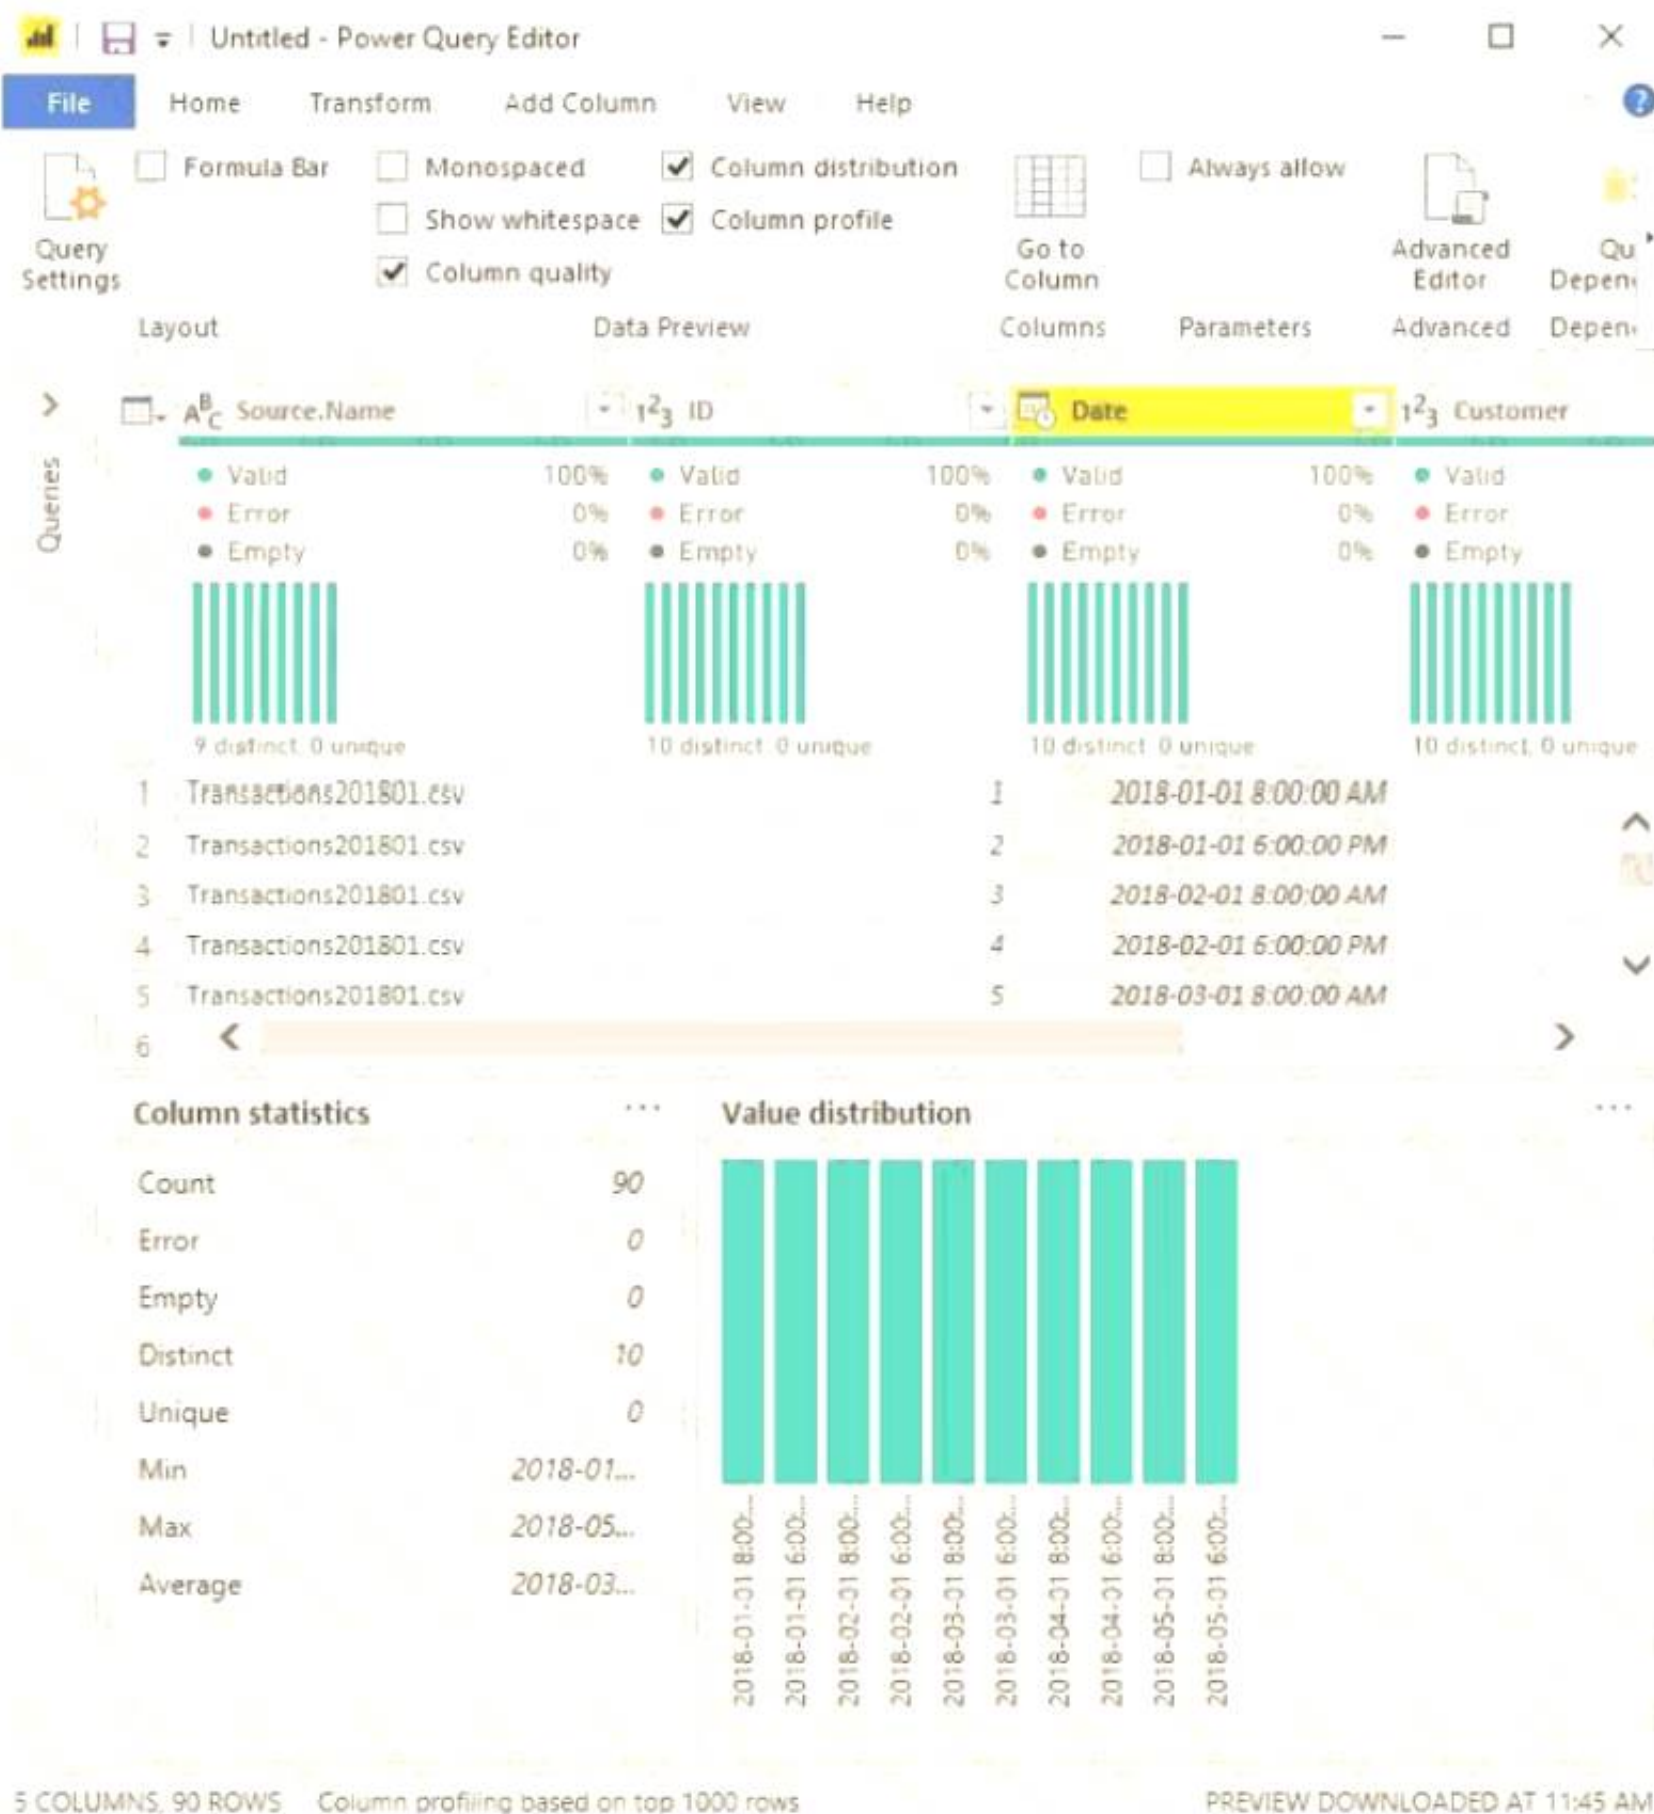 Untitled - Power Query Editor
File Home Transform Add Column View Help
Formula Bar Monospaced Column distribution Always allow
Show whitespace Column profile
Column quality
Query Settings
Go to Column
Advanced Editor
Qu
Depen
Layout Data Preview Columns Parameters Advanced Depen
Queries
ABC Source.Name 123 ID Date 123 Customer
Valid 100% Valid 100% Valid 100% Valid
Error 0% Error 0% Error 0% Error
Empty 0% Empty 0% Empty 0% Empty
9 distinct, 0 unique 10 distinct, 0 unique 10 distinct, 0 unique 10 distinct, 0 unique
1 Transactions201801.csv 1 2018-01-01 8:00:00 AM
2 Transactions201801.csv 2 2018-01-01 6:00:00 PM
3 Transactions201801.csv 3 2018-02-01 8:00:00 AM
4 Transactions201801.csv 4 2018-02-01 6:00:00 PM
5 Transactions201801.csv 5 2018-03-01 8:00:00 AM
6
Column statistics ... Value distribution ...
Count 90
Error 0
Empty 0
Distinct 10
Unique 0
Min 2018-01...
Max 2018-05...
Average 2018-03...
2018-01-01 8:00:...
2018-01-01 6:00:...
2018-02-01 8:00:...
2018-02-01 6:00:...
2018-03-01 8:00:...
2018-03-01 6:00:...
2018-04-01 8:00:...
2018-04-01 6:00:...
2018-05-01 8:00:...
2018-05-01 6:00:...
5 COLUMNS, 90 ROWS Column profiling based on top 1000 rows PREVIEW DOWNLOADED AT 11:45 AM